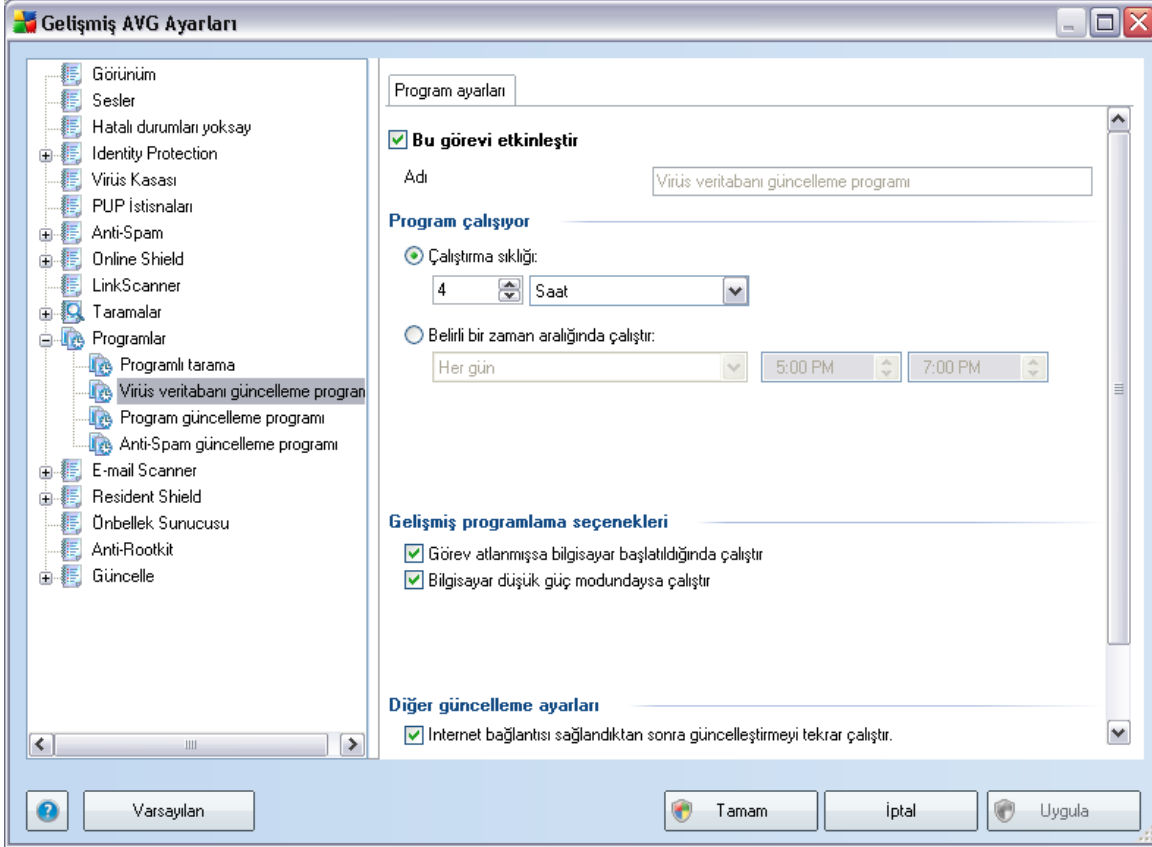 Gelişmiş AVG Ayarları
Görünüm
Sesler
Hatalı durumları yoksay
Identity Protection
Virüs Kasası
PUP İstisnaları
Anti-Spam
Online Shield
LinkScanner
Taramalar
Programlar
Programlı tarama
Virüs veritabanı güncelleme program
Program güncelleme programı
Anti-Spam güncelleme programı
E-mail Scanner
Resident Shield
Önbellek Sunucusu
Anti-Rootkit
Güncelle
Program ayarları
Bu görevi etkinleştir
Adı
Virüs veritabanı güncelleme programı
Program çalışıyor
Çalıştırma sıklığı:
4 Saat
Belirli bir zaman aralığında çalıştır:
Her gün 5:00 PM 7:00 PM
Gelişmiş programlama seçenekleri
Görev atlanmışsa bilgisayar başlatıldığında çalıştır
Bilgisayar düşük güç modundaysa çalıştır
Diğer güncelleme ayarları
Internet bağlantısı sağlandıktan sonra güncelleştirmeyi tekrar çalıştır.
Varsayılan
Tamam
İptal
Uygula